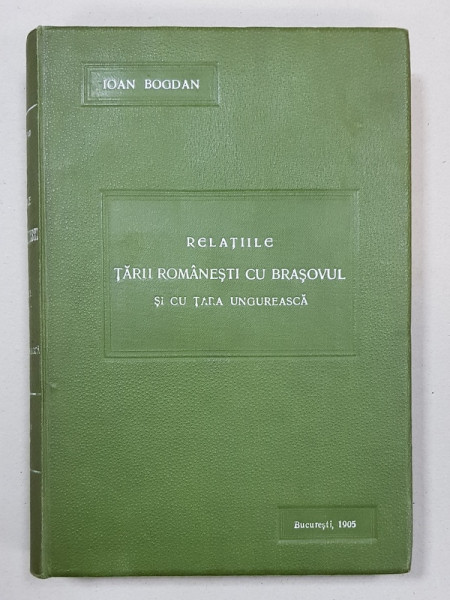 IOAN BOGDAN
RELAȚIILE
ȚĂRII ROMÂNEȘTI CU BRAȘOVUL
ȘI CU ȚARA UNGUREASCĂ
București, 1905